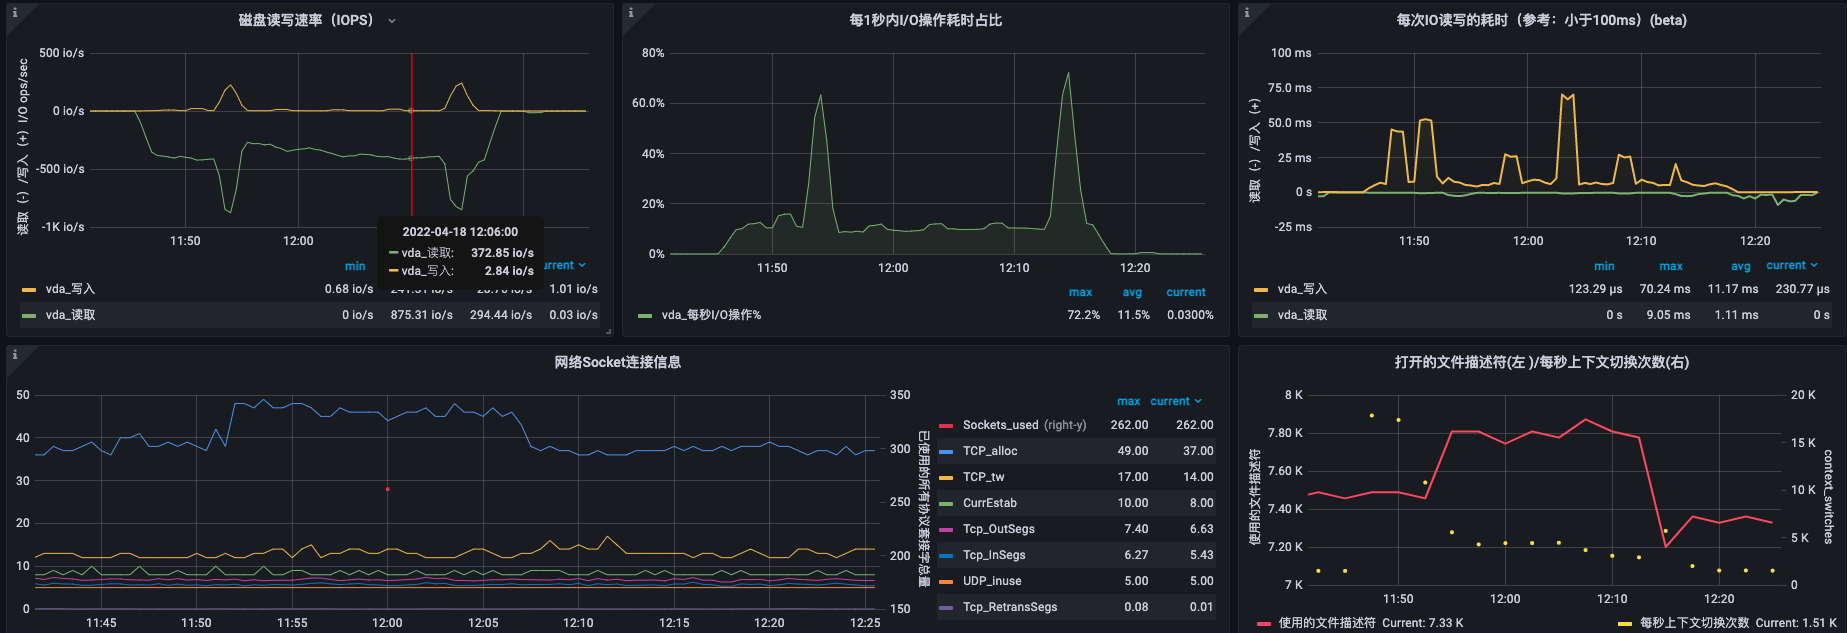 磁盘读写速率（IOPS）
读取（-）/写入（+） I/O ops/sec
500 io/s
0 io/s
-500 io/s
-1K io/s
11:50
12:00
2022-04-18 12:06:00
vda_读取: 372.85 io/s
vda_写入: 2.84 io/s
min
current
vda_写入 0.68 io/s 1.01 io/s
vda_读取 0 io/s 875.31 io/s 294.44 io/s 0.03 io/s
每1秒内I/O操作耗时占比
80%
60.0%
40%
20%
0%
11:50 12:00 12:10 12:20
max avg current
vda_每秒I/O操作% 72.2% 11.5% 0.0300%
每次IO读写的耗时（参考：小于100ms）(beta)
读取（-）/写入（+）
100 ms
75.0 ms
50.0 ms
25 ms
0 s
-25 ms
11:50 12:00 12:10 12:20
min max avg current
vda_写入 123.29 µs 70.24 ms 11.17 ms 230.77 µs
vda_读取 0 s 9.05 ms 1.11 ms 0 s
网络Socket连接信息
50
40
30
20
10
0
350
300
250
200
150
已使用的所有协议套接字总量
11:45 11:50 11:55 12:00 12:05 12:10 12:15 12:20 12:25
max current
Sockets_used (right-y) 262.00 262.00
TCP_alloc 49.00 37.00
TCP_tw 17.00 14.00
CurrEstab 10.00 8.00
Tcp_OutSegs 7.40 6.63
Tcp_InSegs 6.27 5.43
UDP_inuse 5.00 5.00
Tcp_RetransSegs 0.08 0.01
打开的文件描述符(左 )/每秒上下文切换次数(右)
使用的文件描述符
8 K
7.80 K
7.60 K
7.40 K
7.20 K
7 K
20 K
15 K
10 K
5 K
0
context_switches
11:50 12:00 12:10 12:20
使用的文件描述符 Current: 7.33 K
每秒上下文切换次数 Current: 1.51 K